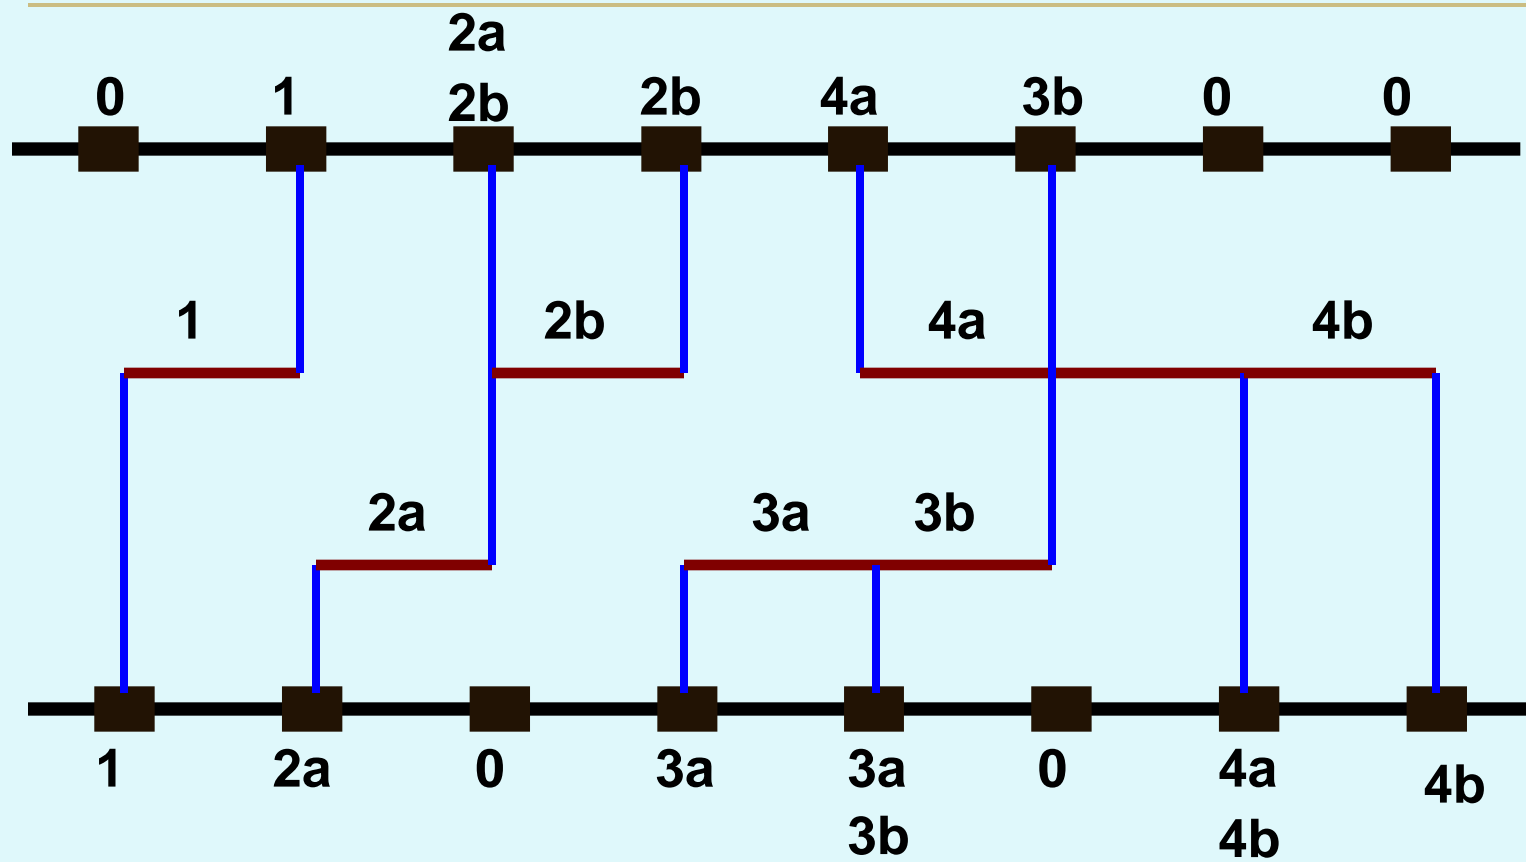 2a
0 1 2b 2b 4a 3b 0 0
1 2b 4a 4b
2a 3a 3b
1 2a 0 3a 3a 0 4a 4b
3b 4b